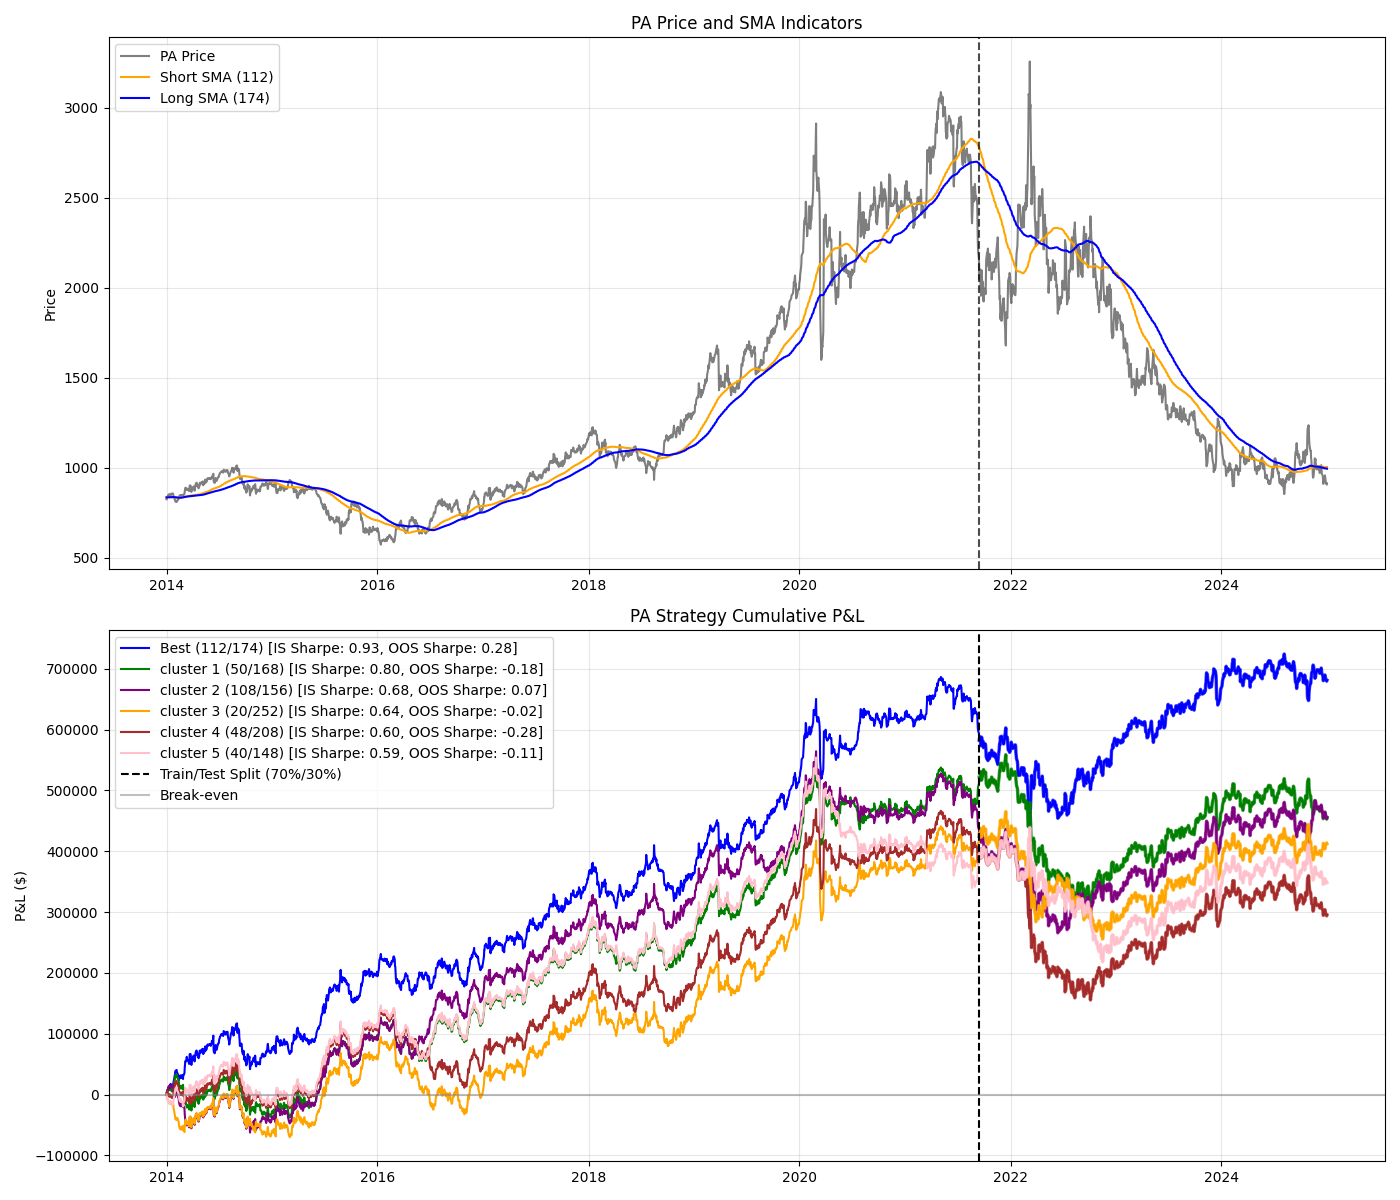 PA Price and SMA Indicators
PA Price
Short SMA (112)
Long SMA (174)
3000
2500
2000
1500
1000
500
Price
2014 2016 2018 2020 2022 2024
PA Strategy Cumulative P&L
Best (112/174) [IS Sharpe: 0.93, OOS Sharpe: 0.28]
cluster 1 (50/168) [IS Sharpe: 0.80, OOS Sharpe: -0.18]
cluster 2 (108/156) [IS Sharpe: 0.68, OOS Sharpe: 0.07]
cluster 3 (20/252) [IS Sharpe: 0.64, OOS Sharpe: -0.02]
cluster 4 (48/208) [IS Sharpe: 0.60, OOS Sharpe: -0.28]
cluster 5 (40/148) [IS Sharpe: 0.59, OOS Sharpe: -0.11]
Train/Test Split (70%/30%)
Break-even
700000
600000
500000
400000
300000
200000
100000
0
−100000
P&L ($)
2014 2016 2018 2020 2022 2024